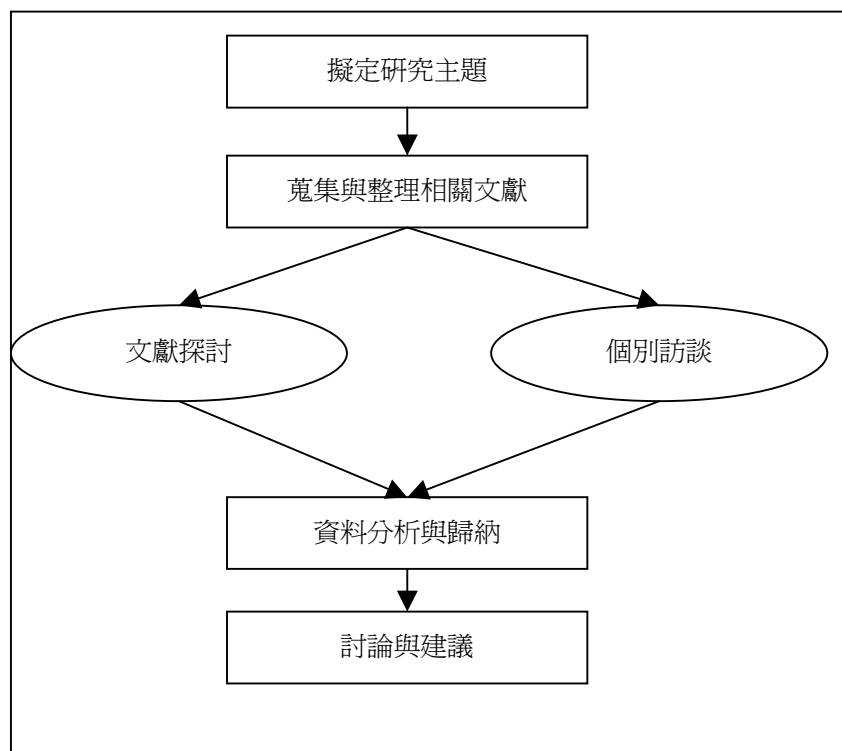 擬定研究主題
蒐集與整理相關文獻
文獻探討
個別訪談
資料分析與歸納
討論與建議